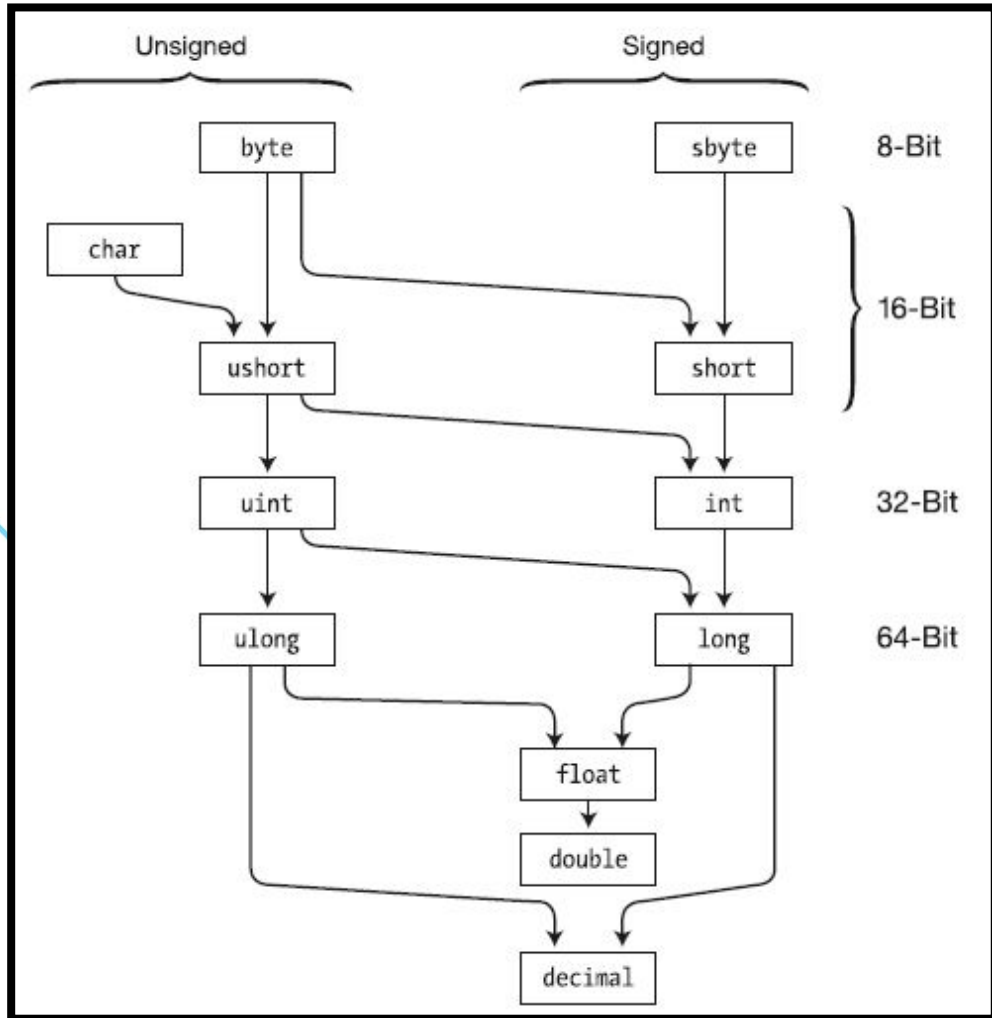 Unsigned
Signed
byte
sbyte
8-Bit
char
16-Bit
ushort
short
uint
int
32-Bit
ulong
long
64-Bit
float
double
decimal